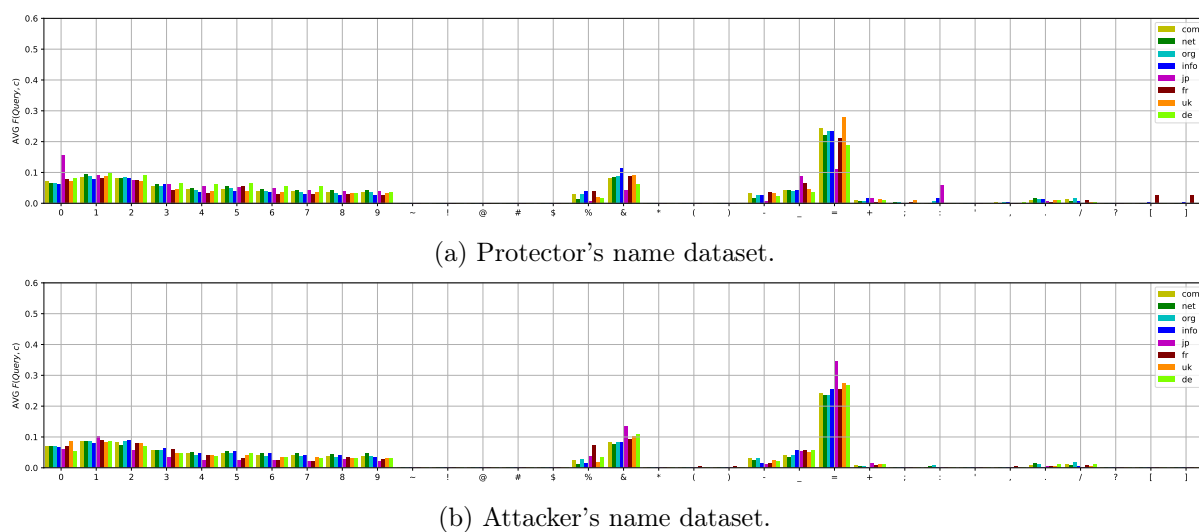 0.6
0.5
0.4
0.3
0.2
0.1
0.0
AVG F(Query, c)
com
net
org
info
jp
fr
uk
de
0 1 2 3 4 5 6 7 8 9 ~ ! @ # $ % & * ( ) - _ = + ; : ' , . / ? [ ]
(a) Protector's name dataset.
0.6
0.5
0.4
0.3
0.2
0.1
0.0
AVG F(Query, c)
com
net
org
info
jp
fr
uk
de
0 1 2 3 4 5 6 7 8 9 ~ ! @ # $ % & * ( ) - _ = + ; : ' , . / ? [ ]
(b) Attacker's name dataset.